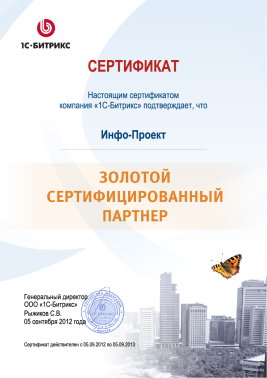 1С·БИТРИКС
СЕРТИФИКАТ
Настоящим сертификатом
компания «1С-Битрикс» подтверждает, что
Инфо-Проект
ЗОЛОТОЙ
СЕРТИФИЦИРОВАННЫЙ
ПАРТНЕР
Генеральный директор
ООО «1С-Битрикс»
Рыжиков С.В.
05 сентября 2012 года
Сертификат действителен с 05.09.2012 по 05.09.2013